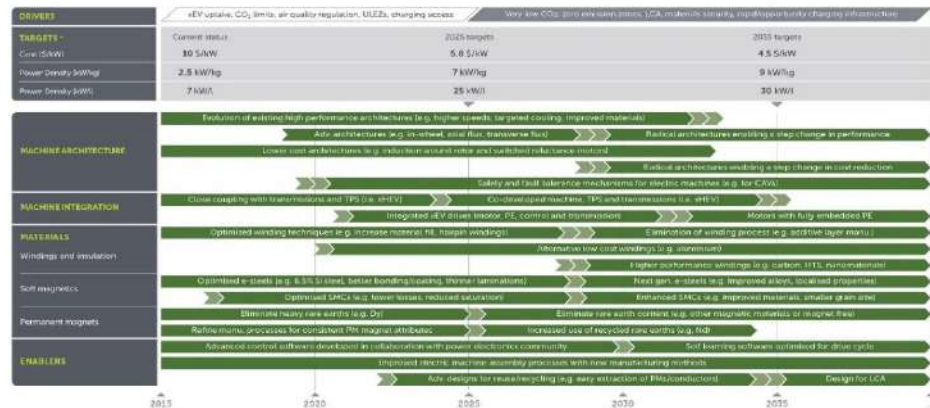 DRIVERS
xEV uptake, CO₂ limits, air quality regulation, ULEZs, charging access
Very low CO₂, zero emission zones, LCA, materials security, rapid/opportunity charging infrastructure
TARGETS
Current status
2025 targets
2035 targets
Cost ($/kW)
10 $/kW
5.8 $/kW
4.5 $/kW
Power Density (kW/kg)
2.5 kW/kg
7 kW/kg
9 kW/kg
Power Density (kW/l)
7 kW/l
25 kW/l
30 kW/l
MACHINE ARCHITECTURE
Evolution of existing high performance architectures (e.g. higher speeds, targeted cooling, improved materials)
Adv. architectures (e.g. in-wheel, axial flux, transverse flux)
Radical architectures enabling a step change in performance
Lower cost architectures (e.g. induction around rotor and switched reluctance motors)
Radical architectures enabling a step change in cost reduction
Safety and fault tolerance mechanisms for electric machines (e.g. for CAVs)
MACHINE INTEGRATION
Close coupling with transmissions and TPS (i.e. xHEV)
Co-developed machine, TPS and transmissions (i.e. xHEV)
Integrated xEV drives (motor, PE, control and transmissions)
Motors with fully embedded PE
MATERIALS
Windings and insulation
Optimised winding techniques (e.g. increase material fill, hairpin windings)
Elimination of winding process (e.g. additive layer manu.)
Alternative low cost windings (e.g. aluminium)
Higher performance windings (e.g. carbon, HTS, nanomaterials)
Soft magnetics
Optimised e-steels (e.g. 6.5% Si steel, better bonding/coating, thinner laminations)
Next gen. e-steels (e.g. improved alloys, localised properties)
Optimised SMCs (e.g. lower losses, reduced saturation)
Enhanced SMCs (e.g. improved materials, smaller grain size)
Permanent magnets
Eliminate heavy rare earths (e.g. Dy)
Eliminate rare earth content (e.g. other magnetic materials or magnet free)
Refine manu. processes for consistent PM magnet attributes
Increased use of recycled rare earths (e.g. Nd)
ENABLERS
Advanced control software developed in collaboration with power electronics community
Self learning software optimised for drive cycle
Improved electric machine assembly processes with new manufacturing methods
Adv. designs for reuse/recycling (e.g. easy extraction of PMs/conductors)
Design for LCA
2015
2020
2025
2030
2035